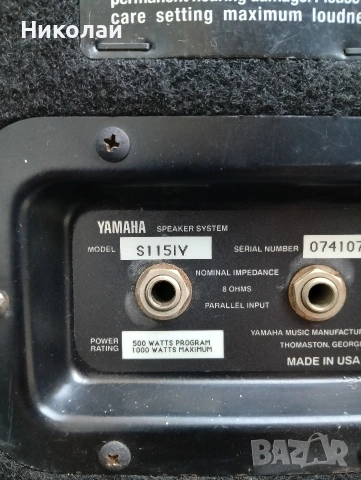 Николай
permanent hearing damage. Please
care setting maximum loudne
YAMAHA SPEAKER SYSTEM
MODEL S115IV SERIAL NUMBER 074107
NOMINAL IMPEDANCE
8 OHMS
PARALLEL INPUT
POWER RATING 500 WATTS PROGRAM
1000 WATTS MAXIMUM
YAMAHA MUSIC MANUFACTUR
THOMASTON, GEORG
MADE IN USA
BAZAR
bg